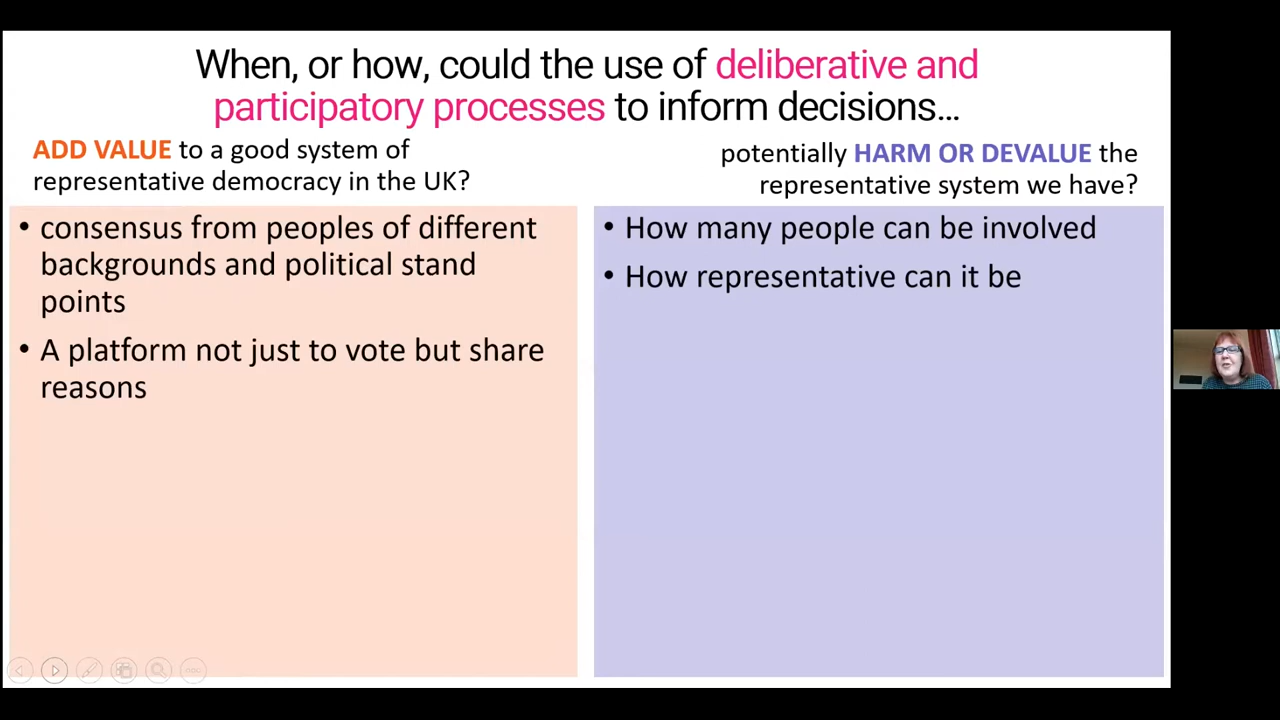 When, or how, could the use of deliberative and
participatory processes to inform decisions...
ADD VALUE to a good system of
representative democracy in the UK?
• consensus from peoples of different
backgrounds and political stand
points
• A platform not just to vote but share
reasons
potentially HARM OR DEVALUE the
representative system we have?
• How many people can be involved
• How representative can it be